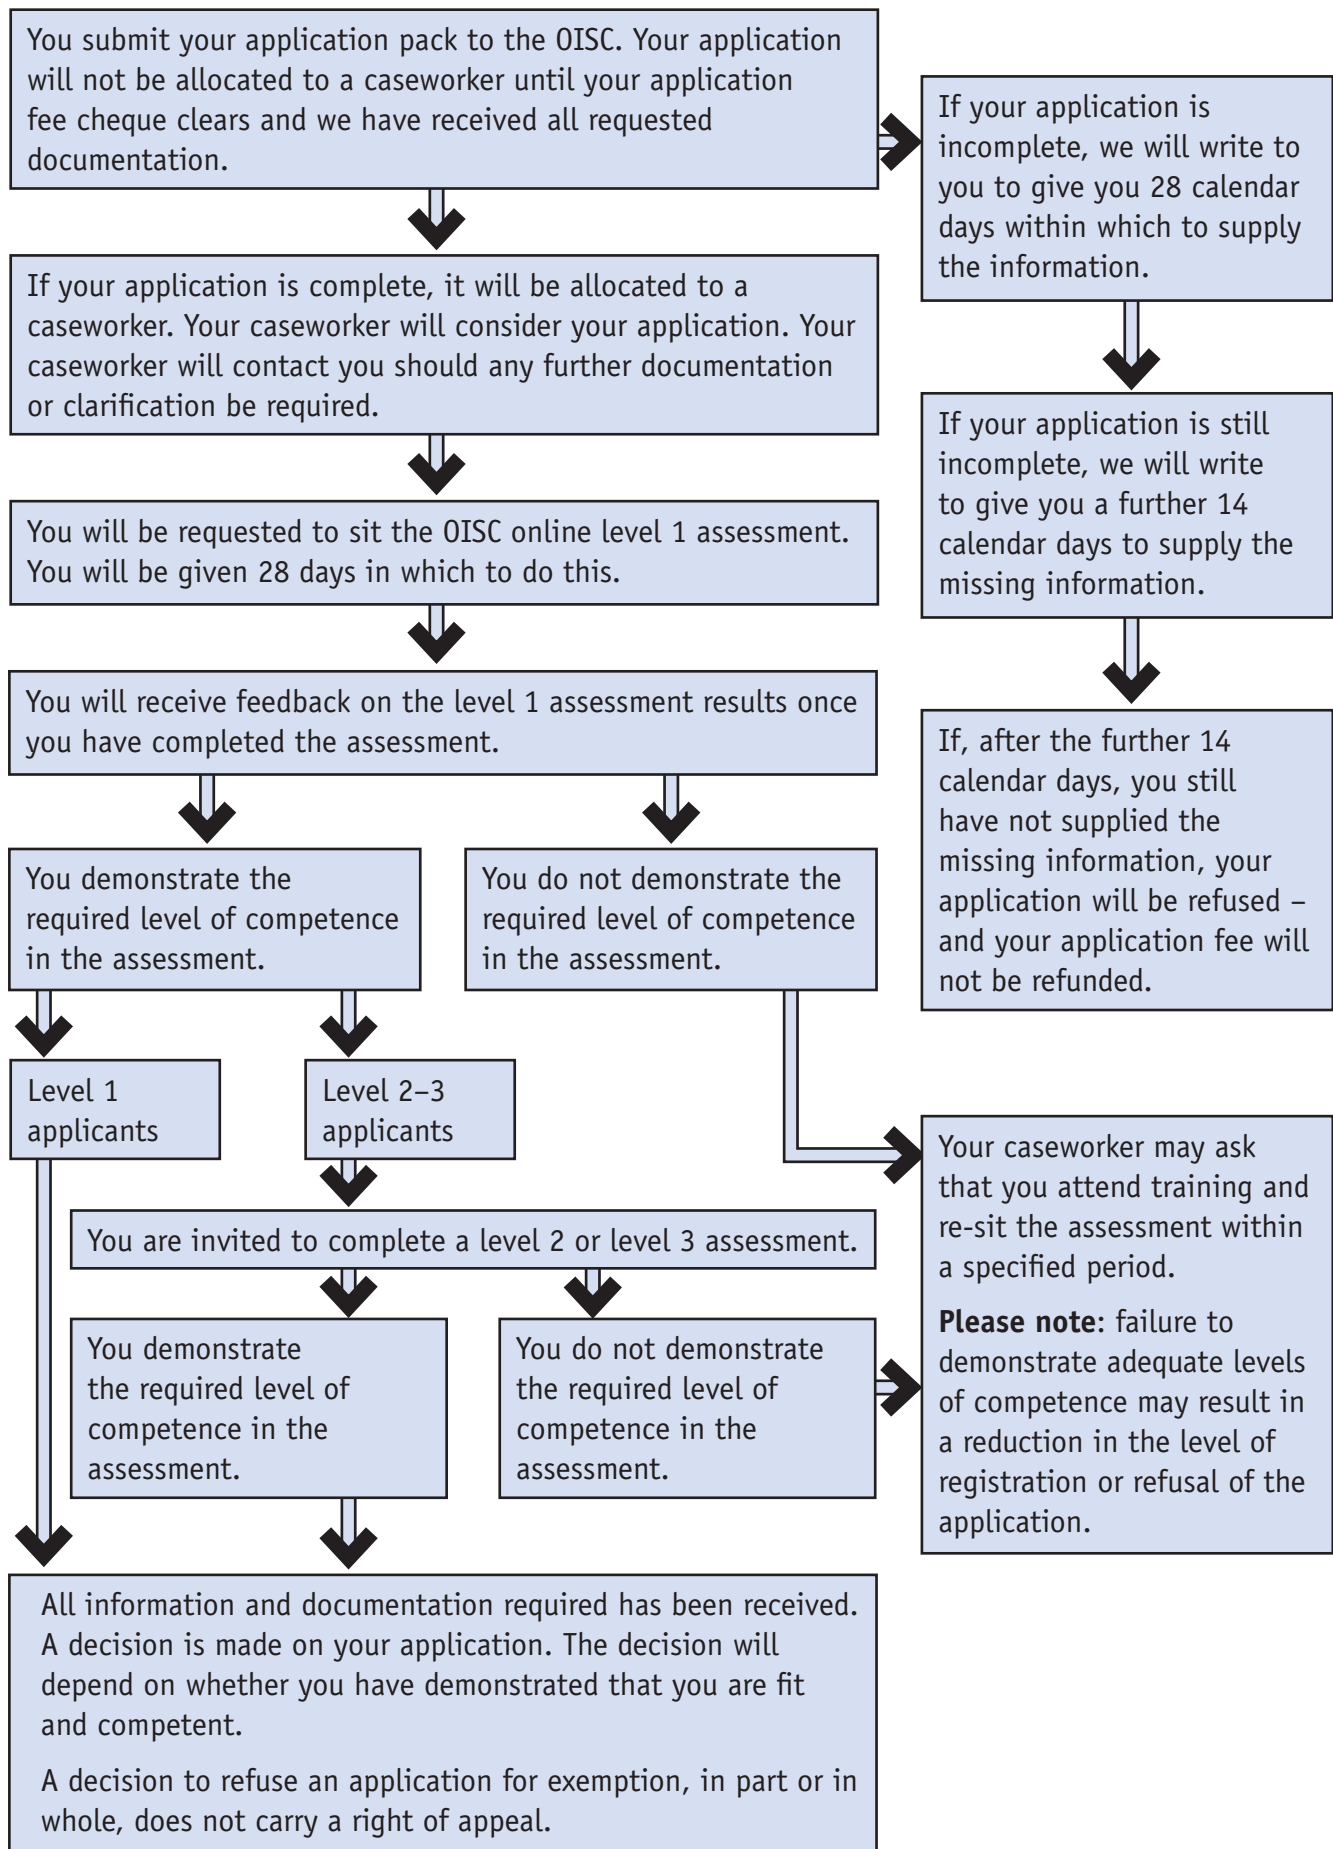 You submit your application pack to the OISC. Your application
will not be allocated to a caseworker until your application
fee cheque clears and we have received all requested
documentation.
If your application is
incomplete, we will write to
you to give you 28 calendar
days within which to supply
the information.
If your application is complete, it will be allocated to a
caseworker. Your caseworker will consider your application. Your
caseworker will contact you should any further documentation
or clarification be required.
If your application is still
incomplete, we will write
to give you a further 14
calendar days to supply the
missing information.
You will be requested to sit the OISC online level 1 assessment.
You will be given 28 days in which to do this.
You will receive feedback on the level 1 assessment results once
you have completed the assessment.
If, after the further 14
calendar days, you still
have not supplied the
missing information, your
application will be refused –
and your application fee will
not be refunded.
You demonstrate the
required level of competence
in the assessment.
You do not demonstrate the
required level of competence
in the assessment.
Level 1
applicants
Level 2–3
applicants
Your caseworker may ask
that you attend training and
re-sit the assessment within
a specified period.
Please note: failure to
demonstrate adequate levels
of competence may result in
a reduction in the level of
registration or refusal of the
application.
You are invited to complete a level 2 or level 3 assessment.
You demonstrate
the required level of
competence in the
assessment.
You do not demonstrate
the required level of
competence in the
assessment.
All information and documentation required has been received.
A decision is made on your application. The decision will
depend on whether you have demonstrated that you are fit
and competent.
A decision to refuse an application for exemption, in part or in
whole, does not carry a right of appeal.